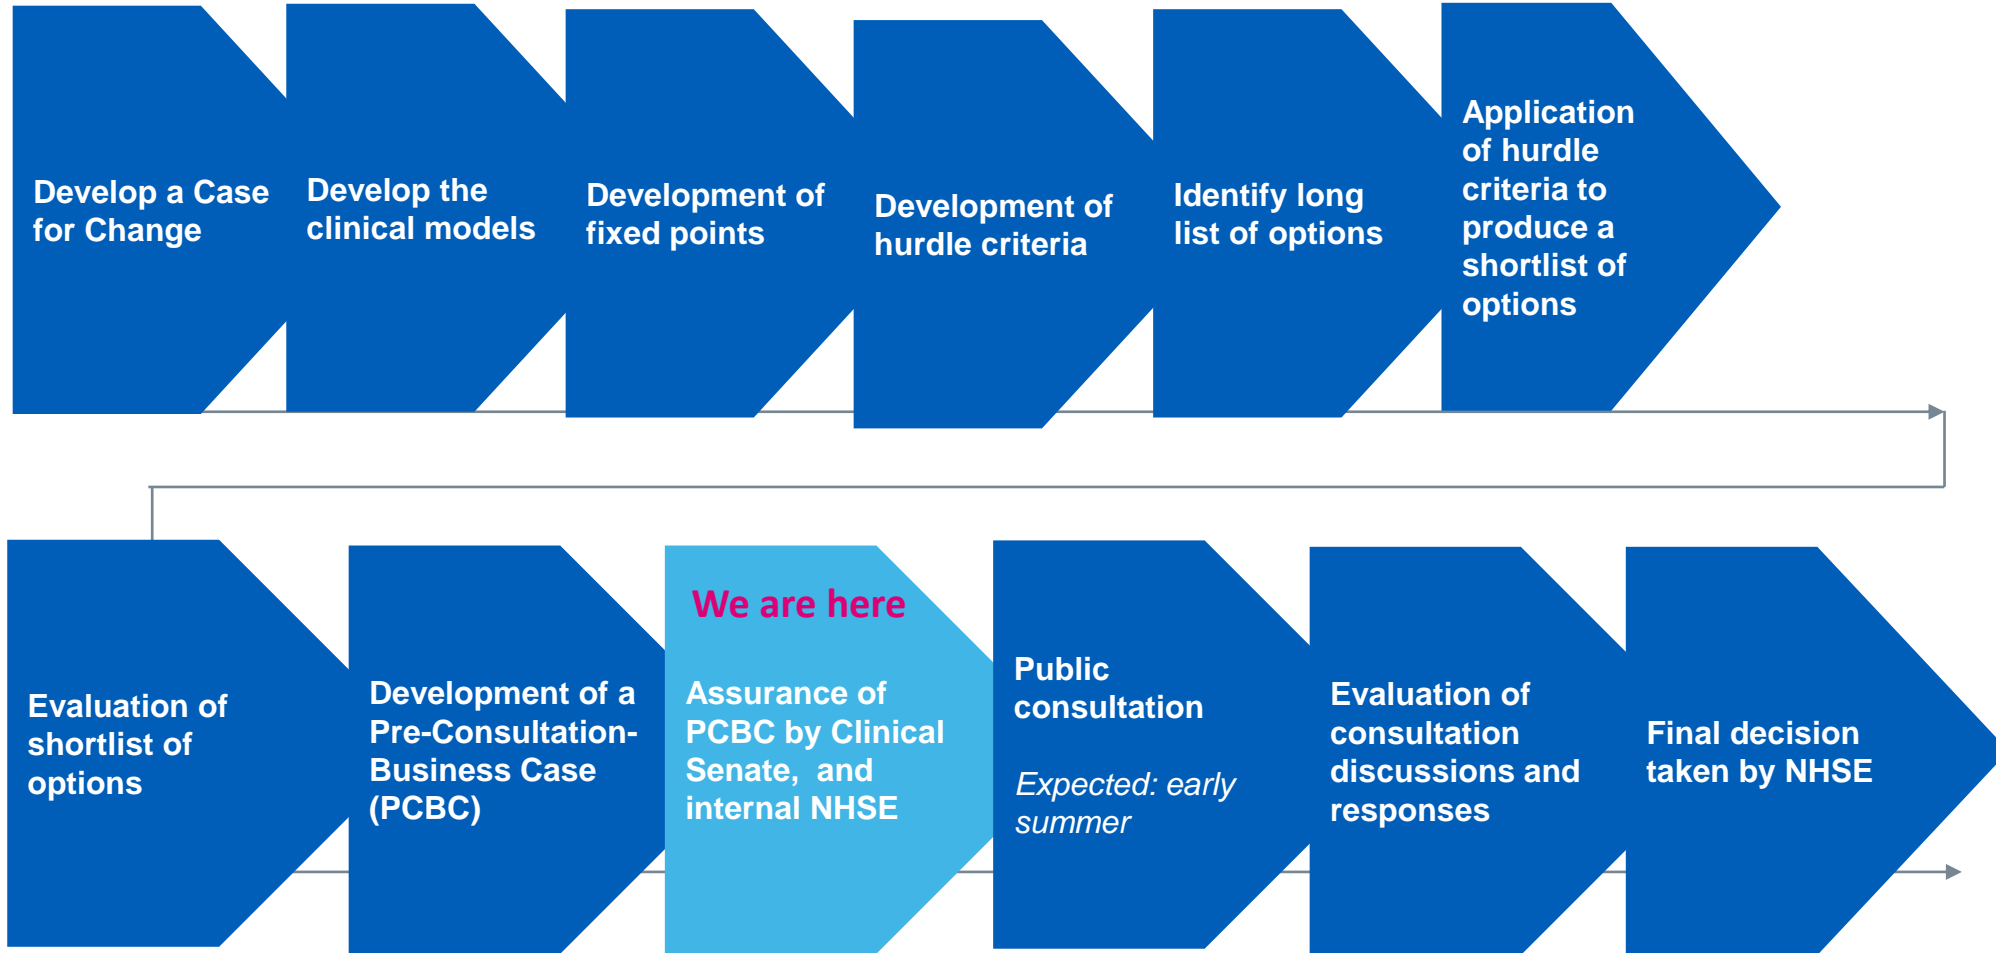 Develop a Case
for Change
Develop the
clinical models
Development of
fixed points
Development of
hurdle criteria
Identify long
list of options
Application
of hurdle
criteria to
produce a
shortlist of
options
Evaluation of
shortlist of
options
Development of a
Pre-Consultation-
Business Case
(PCBC)
We are here
Assurance of
PCBC by Clinical
Senate,  and
internal NHSE
Public
consultation
Expected: early
summer
Evaluation of
consultation
discussions and
responses
Final decision
taken by NHSE